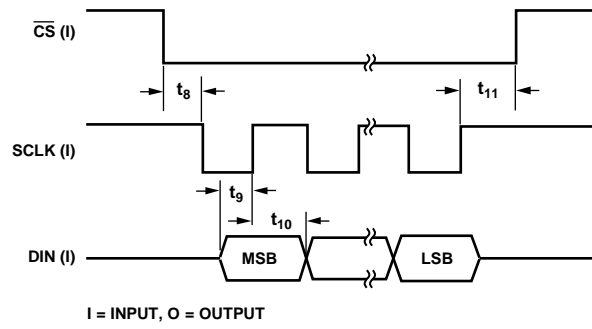 CS (I)
t8
t11
SCLK (I)
t9
t10
DIN (I)
MSB
LSB
I = INPUT, O = OUTPUT